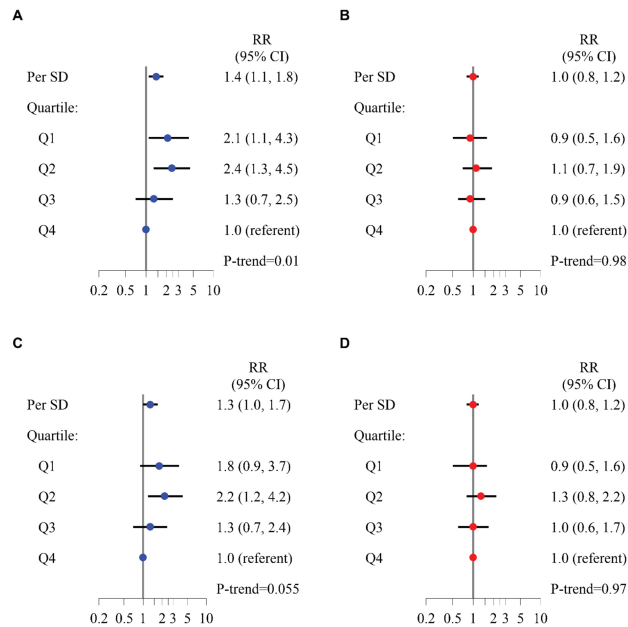 A
RR
(95% CI)
Per SD 1.4 (1.1, 1.8)
Quartile:
Q1 2.1 (1.1, 4.3)
Q2 2.4 (1.3, 4.5)
Q3 1.3 (0.7, 2.5)
Q4 1.0 (referent)
P-trend=0.01
0.2 0.5 1 2 3 5 10
B
RR
(95% CI)
Per SD 1.0 (0.8, 1.2)
Quartile:
Q1 0.9 (0.5, 1.6)
Q2 1.1 (0.7, 1.9)
Q3 0.9 (0.6, 1.5)
Q4 1.0 (referent)
P-trend=0.98
0.2 0.5 1 2 3 5 10
C
RR
(95% CI)
Per SD 1.3 (1.0, 1.7)
Quartile:
Q1 1.8 (0.9, 3.7)
Q2 2.2 (1.2, 4.2)
Q3 1.3 (0.7, 2.4)
Q4 1.0 (referent)
P-trend=0.055
0.2 0.5 1 2 3 5 10
D
RR
(95% CI)
Per SD 1.0 (0.8, 1.2)
Quartile:
Q1 0.9 (0.5, 1.6)
Q2 1.3 (0.8, 2.2)
Q3 1.0 (0.6, 1.7)
Q4 1.0 (referent)
P-trend=0.97
0.2 0.5 1 2 3 5 10